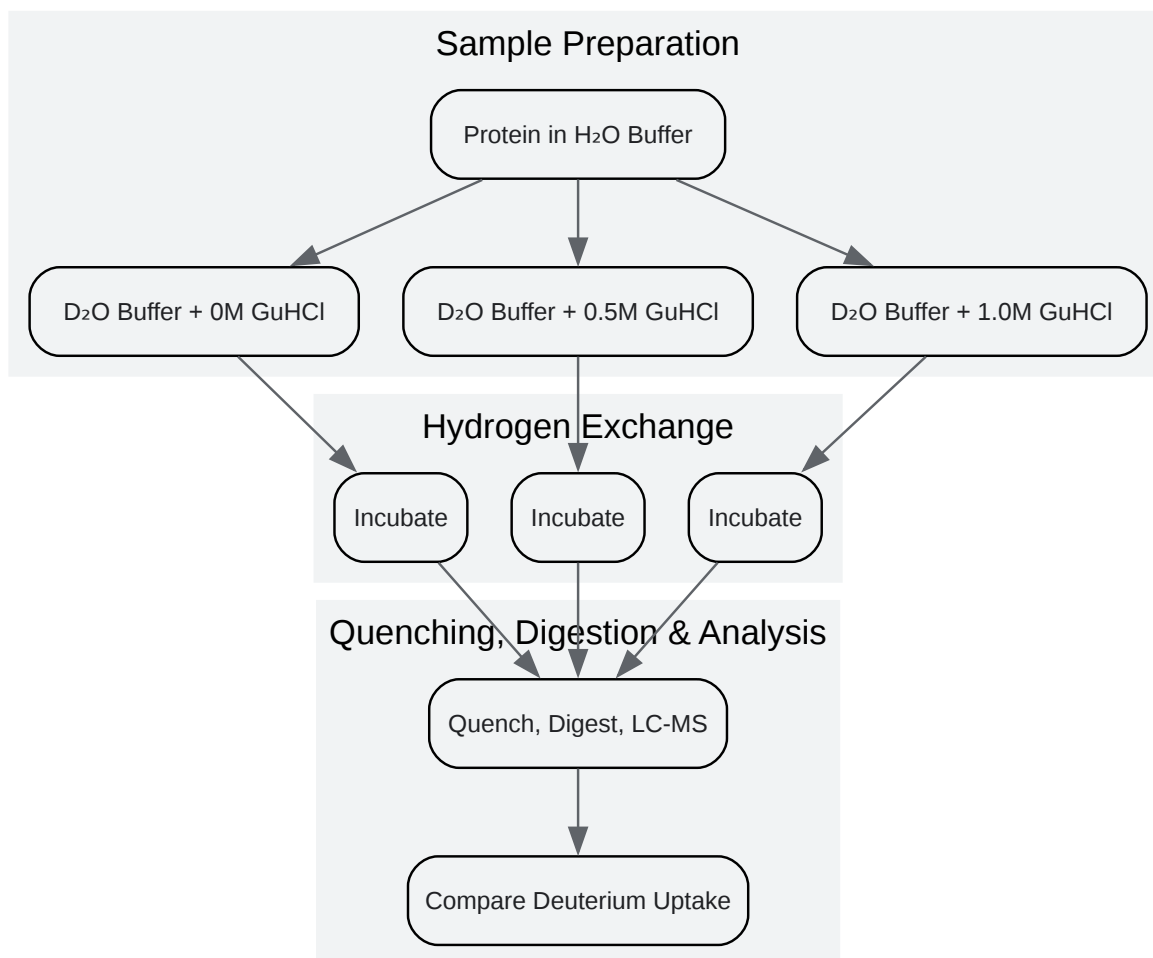 Sample Preparation
Protein in H₂O Buffer
D₂O Buffer + 0M GuHCl
D₂O Buffer + 0.5M GuHCl
D₂O Buffer + 1.0M GuHCl
Hydrogen Exchange
Incubate
Incubate
Incubate
Quenching, Digestion & Analysis
Quench, Digest, LC-MS
Compare Deuterium Uptake